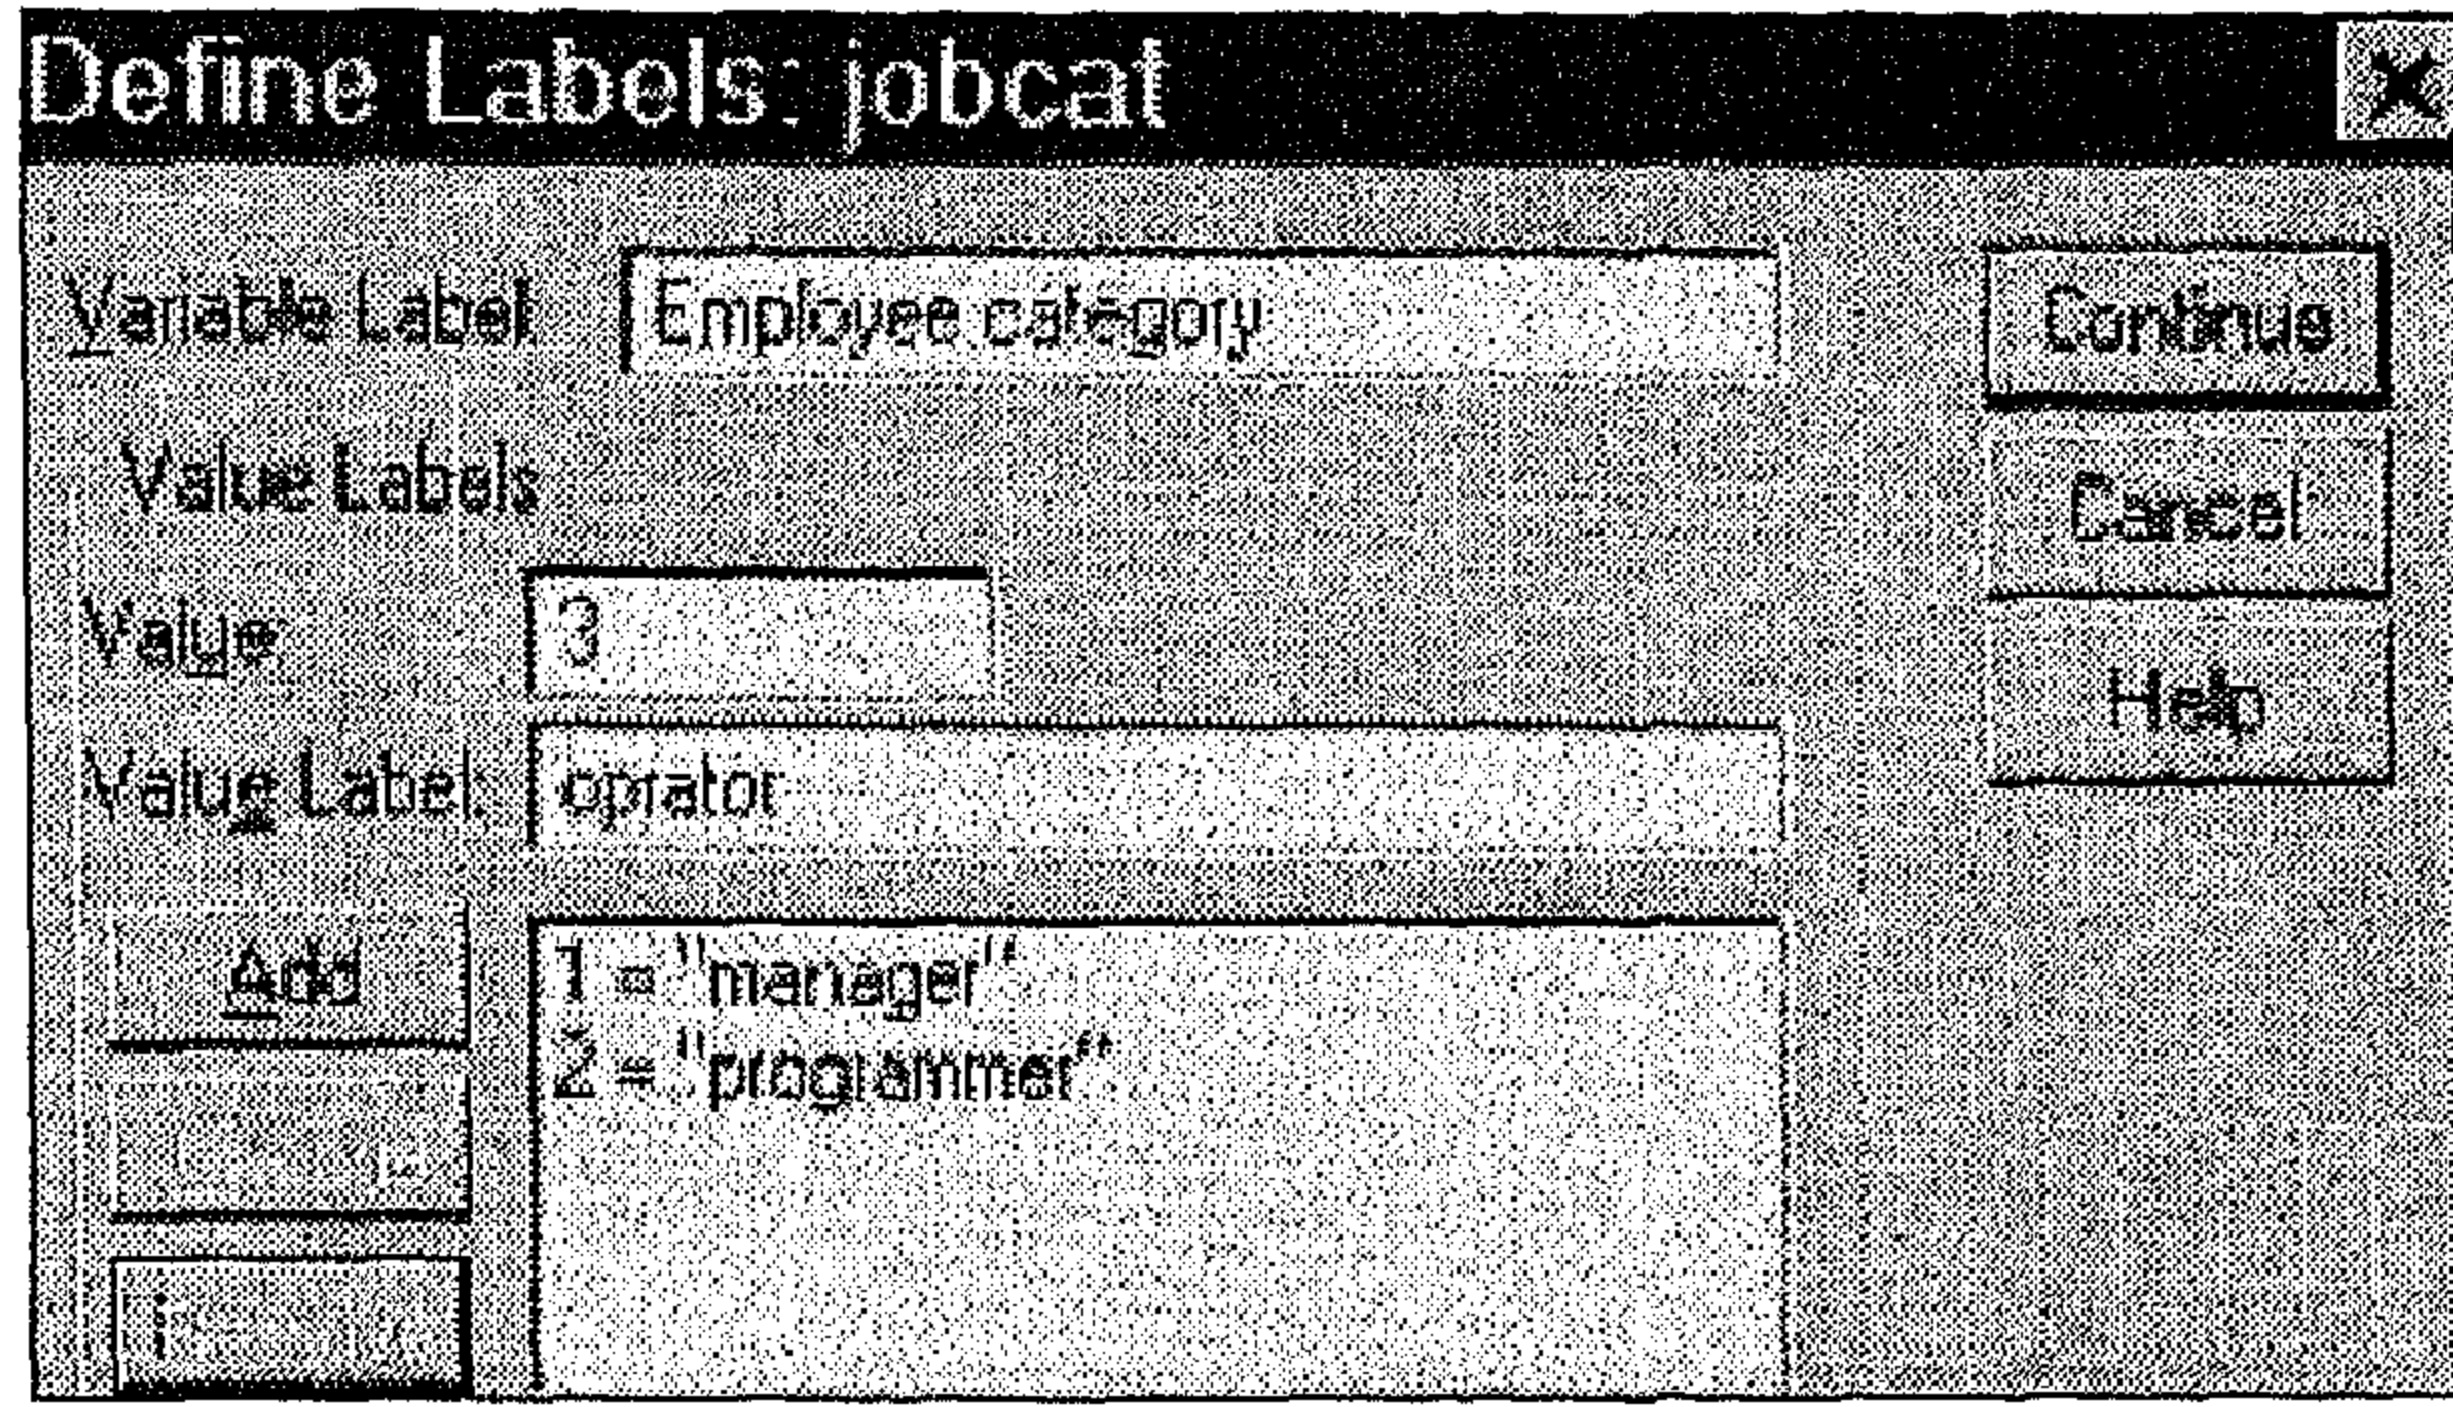 Define Labels: jobcat
Variable Label: Employee category
Continue
Value Labels
Cancel
Value: 3
Help
Value Label: oprator
Add
1 = "manager"
2 = "programmer"